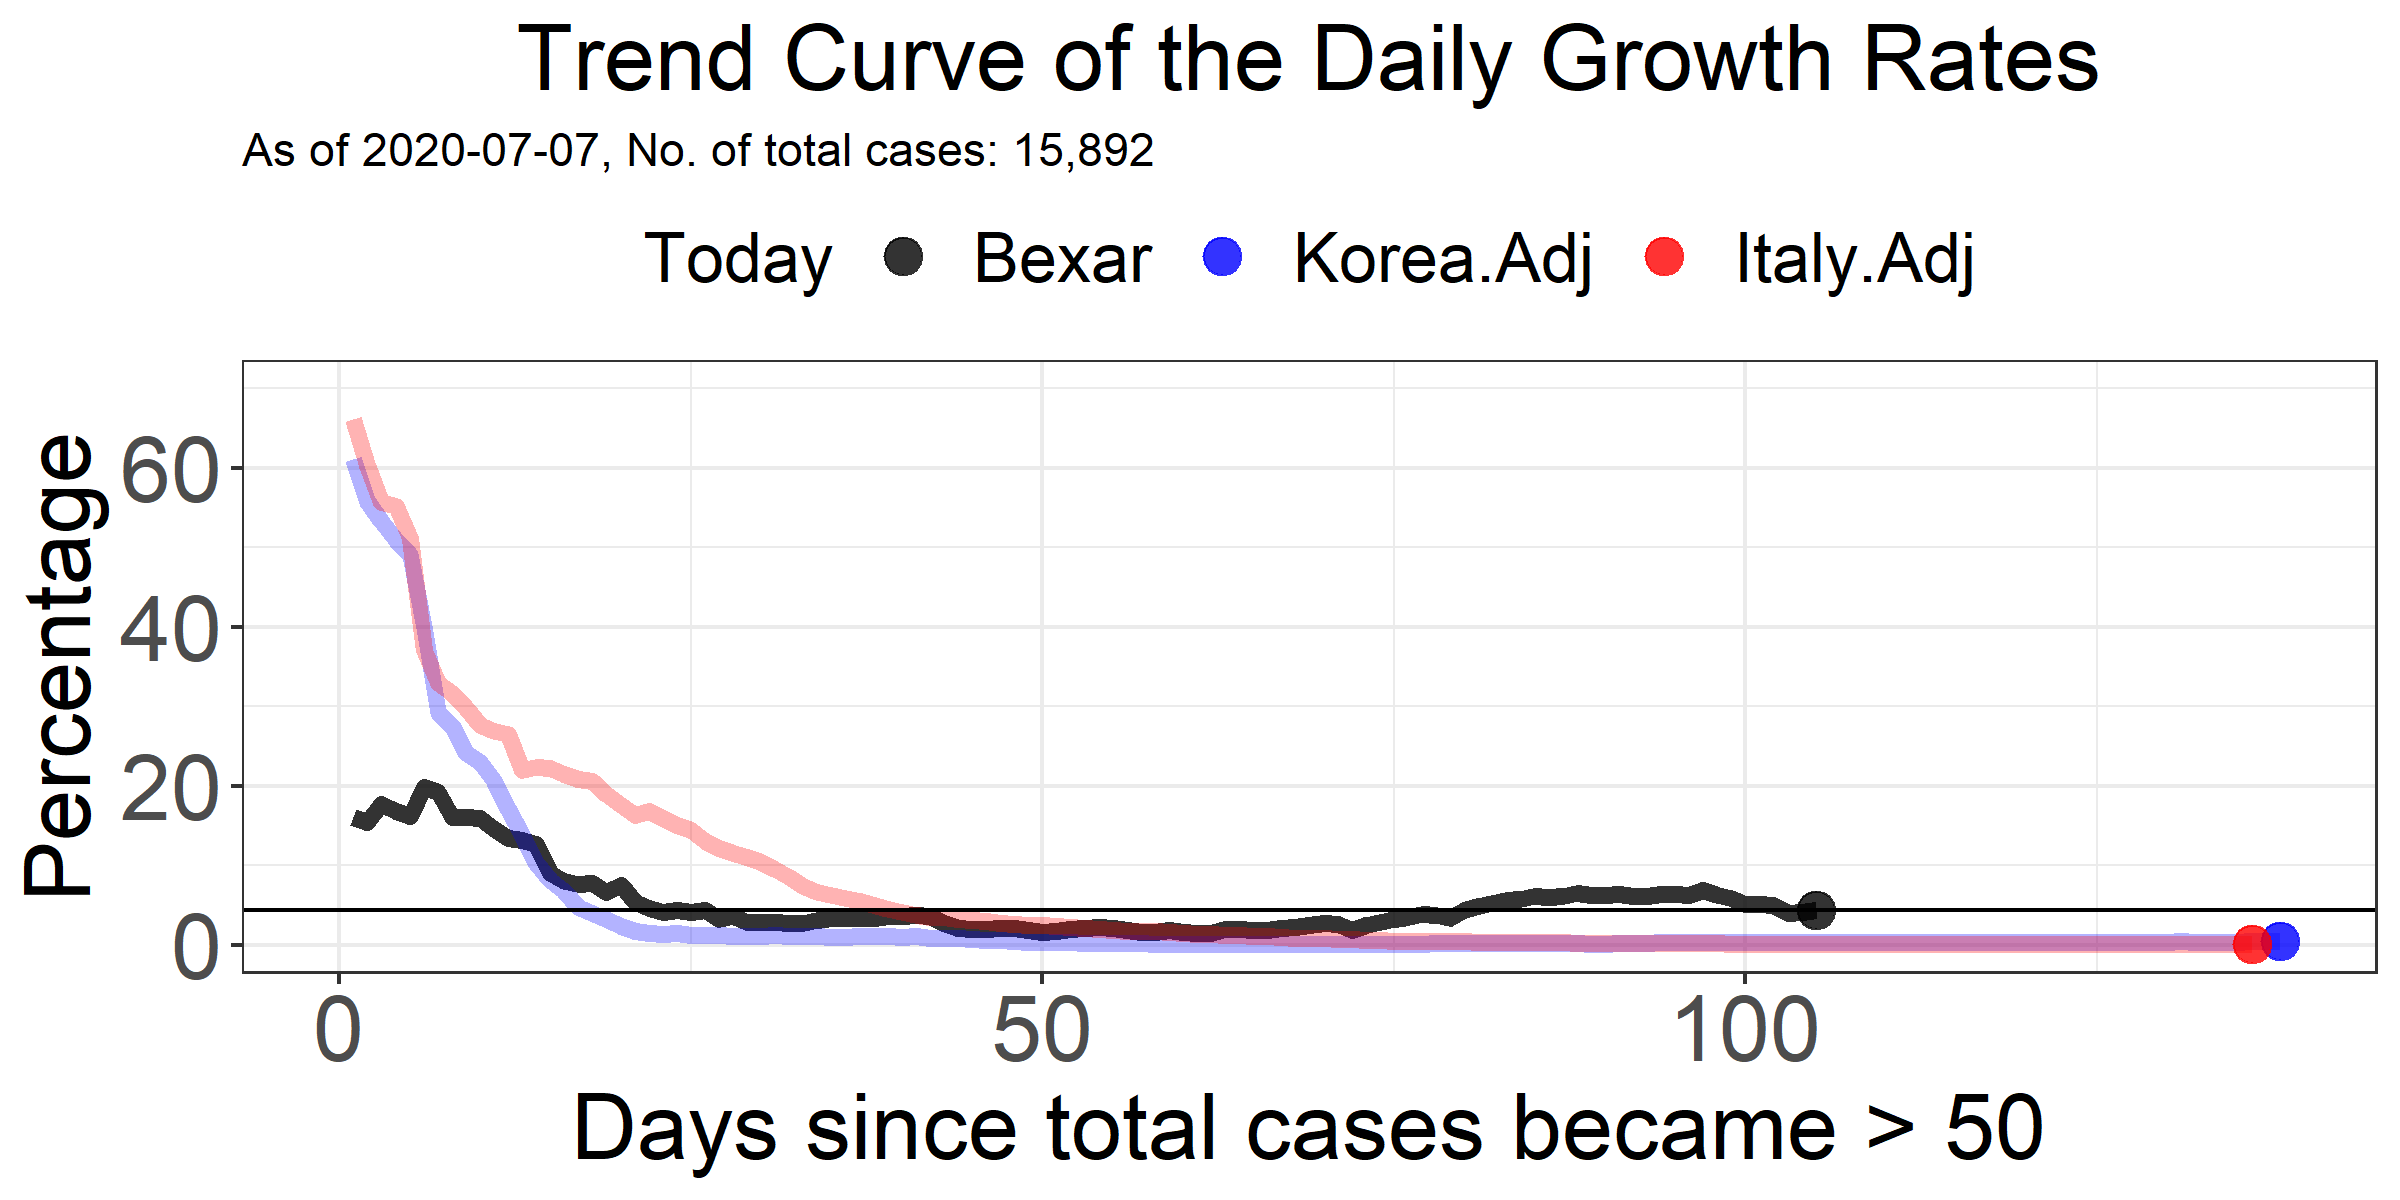 Trend Curve of the Daily Growth Rates
As of 2020-07-07, No. of total cases: 15,892
Today Bexar Korea.Adj Italy.Adj
Percentage
60
40
20
0
0 50 100
Days since total cases became > 50